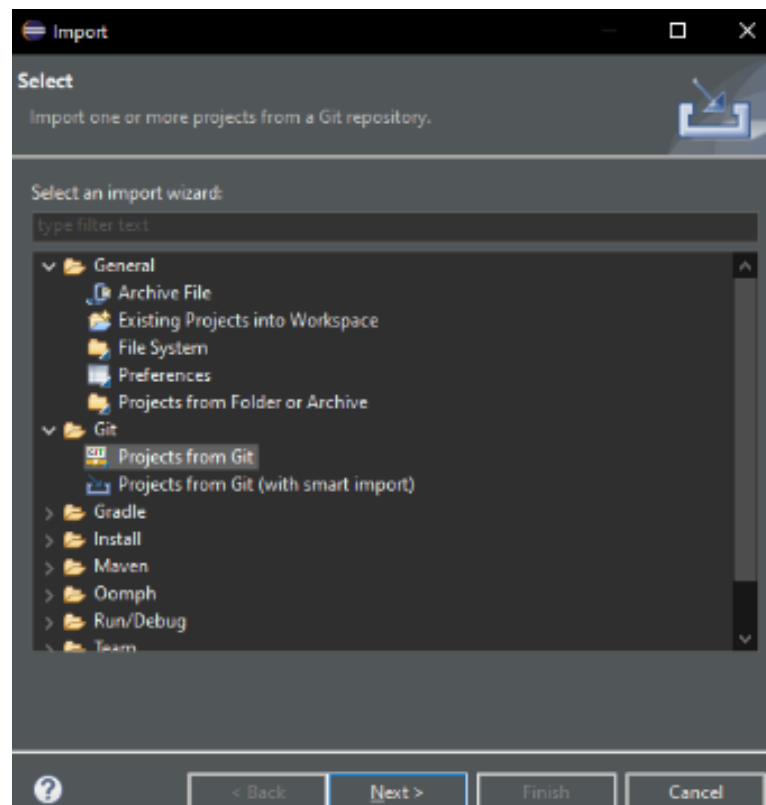 Import
Select
Import one or more projects from a Git repository.
Select an import wizard:
type filter text
General
Archive File
Existing Projects into Workspace
File System
Preferences
Projects from Folder or Archive
Git
Projects from Git
Projects from Git (with smart import)
Gradle
Install
Maven
Oomph
Run/Debug
Team
< Back Next > Finish Cancel